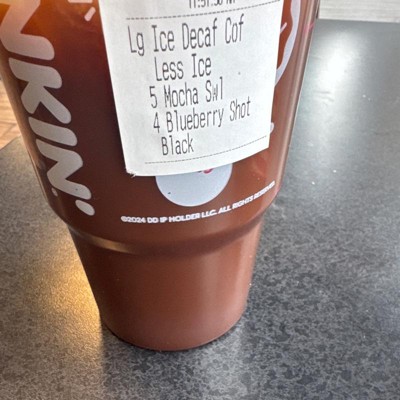 NKIN'
Lg Ice Decaf Cof
Less Ice
5 Mocha Swl
4 Blueberry Shot
Black
©2024 DD IP HOLDER LLC. ALL RIGHTS RESERVED